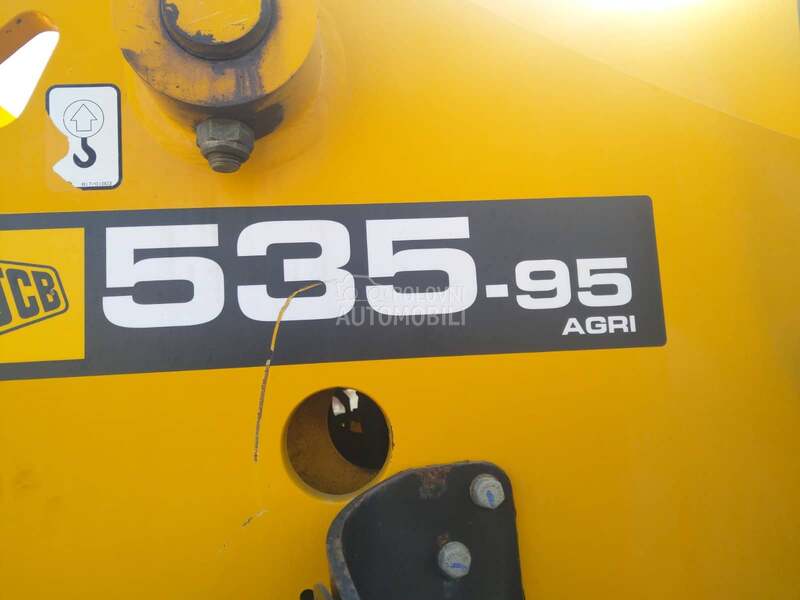 JCB
535-95
AGRI
POLOVNI
AUTOMOBILI